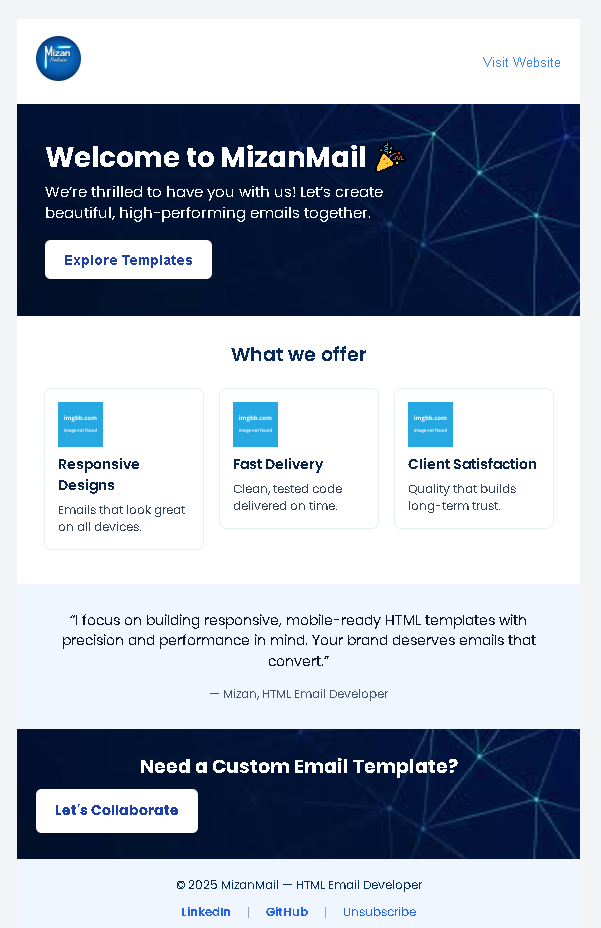 Mizan
Freelancer
Visit Website
Welcome to MizanMail 🎉
We’re thrilled to have you with us! Let’s create
beautiful, high-performing emails together.
Explore Templates
What we offer
imgbb.com
image not found
Responsive
Designs
Emails that look great
on all devices.
imgbb.com
image not found
Fast Delivery
Clean, tested code
delivered on time.
imgbb.com
image not found
Client Satisfaction
Quality that builds
long-term trust.
“I focus on building responsive, mobile-ready HTML templates with
precision and performance in mind. Your brand deserves emails that
convert.”
— Mizan, HTML Email Developer
Need a Custom Email Template?
Let's Collaborate
© 2025 MizanMail — HTML Email Developer
LinkedIn | GitHub | Unsubscribe